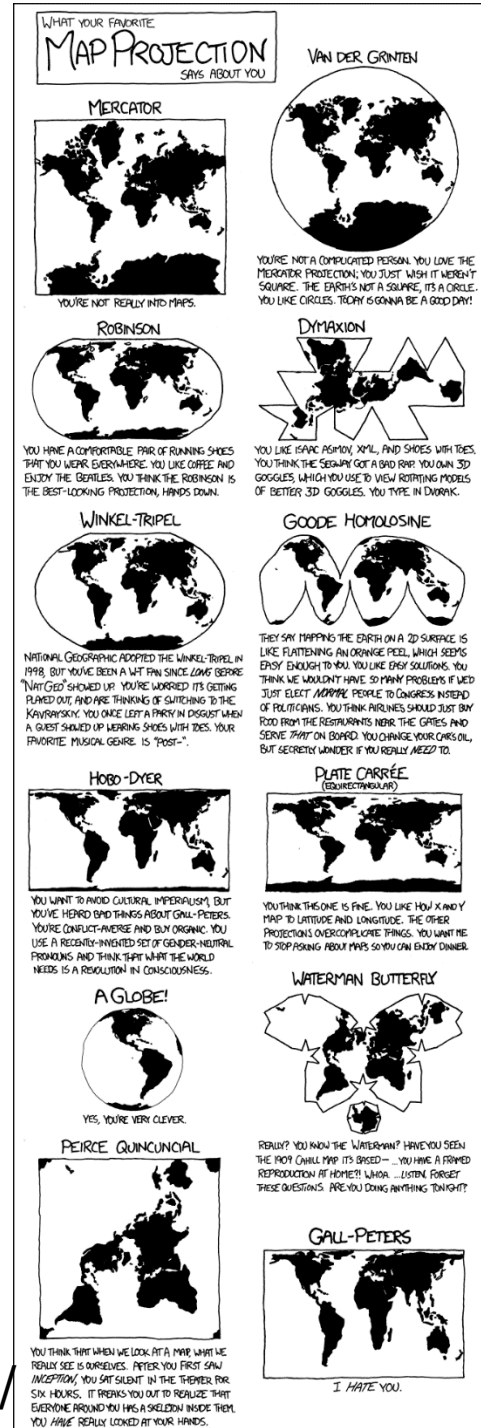 WHAT YOUR FAVORITE
MAP PROJECTION
SAYS ABOUT YOU
MERCATOR
YOU'RE NOT REALLY INTO MAPS.
VAN DER GRINTEN
YOU'RE NOT A COMPLICATED PERSON. YOU LOVE THE
MERCATOR PROJECTION; YOU JUST WISH IT WEREN'T
SQUARE. THE EARTH'S NOT A SQUARE, IT'S A CIRCLE.
YOU LIKE CIRCLES. TODAY IS GONNA BE A GOOD DAY!
ROBINSON
YOU HAVE A COMFORTABLE PAIR OF RUNNING SHOES
THAT YOU WEAR EVERYWHERE. YOU LIKE COFFEE AND
ENJOY THE BEATLES. YOU THINK THE ROBINSON IS
THE BEST-LOOKING PROJECTION, HANDS DOWN.
DYMAXION
YOU LIKE ISAAC ASIMOV, XML, AND SHOES WITH TOES.
YOU THINK THE SEGWAY GOT A BAD RAP. YOU OWN 3D
GOGGLES, WHICH YOU USE TO VIEW ROTATING MODELS
OF BETTER 3D GOGGLES. YOU TYPE IN DVORAK.
WINKEL-TRIPEL
NATIONAL GEOGRAPHIC ADOPTED THE WINKEL-TRIPEL IN
1998, BUT YOU'VE BEEN A W-T FAN SINCE LONG BEFORE
"NAT GEO" SHOWED UP. YOU'RE WORRIED IT'S GETTING
PLAYED OUT, AND ARE THINKING OF SWITCHING TO THE
KAVRAYSKIY. YOU ONCE LEFT A PARTY IN DISGUST WHEN
A GUEST SHOWED UP WEARING SHOES WITH TOES. YOUR
FAVORITE MUSICAL GENRE IS "POST-".
GOODE HOMOLOSINE
THEY SAY MAPPING THE EARTH ON A 2D SURFACE IS
LIKE FLATTENING AN ORANGE PEEL, WHICH SEEMS
EASY ENOUGH TO YOU. YOU LIKE EASY SOLUTIONS. YOU
THINK WE WOULDN'T HAVE SO MANY PROBLEMS IF WE'D
JUST ELECT NORMAL PEOPLE TO CONGRESS INSTEAD
OF POLITICIANS. YOU THINK AIRLINES SHOULD JUST BUY
FOOD FROM THE RESTAURANTS NEAR THE GATES AND
SERVE THAT ON BOARD. YOU CHANGE YOUR CAR'S OIL,
BUT SECRETLY WONDER IF YOU REALLY NEED TO.
HOBO-DYER
YOU WANT TO AVOID CULTURAL IMPERIALISM, BUT
YOU'VE HEARD BAD THINGS ABOUT GALL-PETERS.
YOU'RE CONFLICT-AVERSE AND BUY ORGANIC. YOU
USE A RECENTLY-INVENTED SET OF GENDER-NEUTRAL
PRONOUNS AND THINK THAT WHAT THE WORLD
NEEDS IS A REVOLUTION IN CONSCIOUSNESS.
PLATE CARRÉE
(EQUIRECTANGULAR)
YOU THINK THIS ONE IS FINE. YOU LIKE HOW X AND Y
MAP TO LATITUDE AND LONGITUDE. THE OTHER
PROJECTIONS OVERCOMPLICATE THINGS. YOU WANT ME
TO STOP ASKING ABOUT MAPS SO YOU CAN ENJOY DINNER.
A GLOBE!
YES, YOU'RE VERY CLEVER.
WATERMAN BUTTERFLY
REALLY? YOU KNOW THE WATERMAN? HAVE YOU SEEN
THE 1909 CAHILL MAP IT'S BASED— ...YOU HAVE A FRAMED
REPRODUCTION AT HOME?! WHOA. ...LISTEN, FORGET
THESE QUESTIONS. ARE YOU DOING ANYTHING TONIGHT?
PEIRCE QUINCUNCIAL
YOU THINK THAT WHEN WE LOOK AT A MAP, WHAT WE
REALLY SEE IS OURSELVES. AFTER YOU FIRST SAW
INCEPTION, YOU SAT SILENT IN THE THEATER FOR
SIX HOURS. IT FREAKS YOU OUT TO REALIZE THAT
EVERYONE AROUND YOU HAS A SKELETON INSIDE THEM.
YOU HAVE REALLY LOOKED AT YOUR HANDS.
GALL-PETERS
I HATE YOU.
/